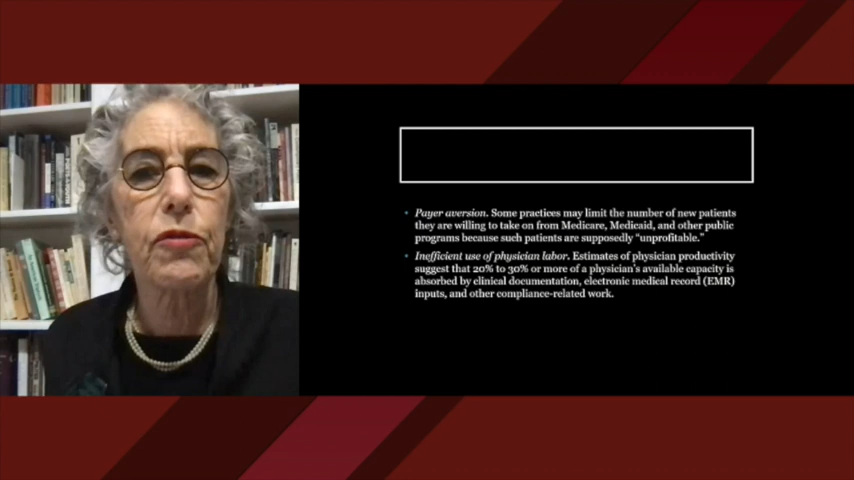 • Payer aversion. Some practices may limit the number of new patients
they are willing to take on from Medicare, Medicaid, and other public
programs because such patients are supposedly “unprofitable.”
• Inefficient use of physician labor. Estimates of physician productivity
suggest that 20% to 30% or more of a physician’s available capacity is
absorbed by clinical documentation, electronic medical record (EMR)
inputs, and other compliance-related work.